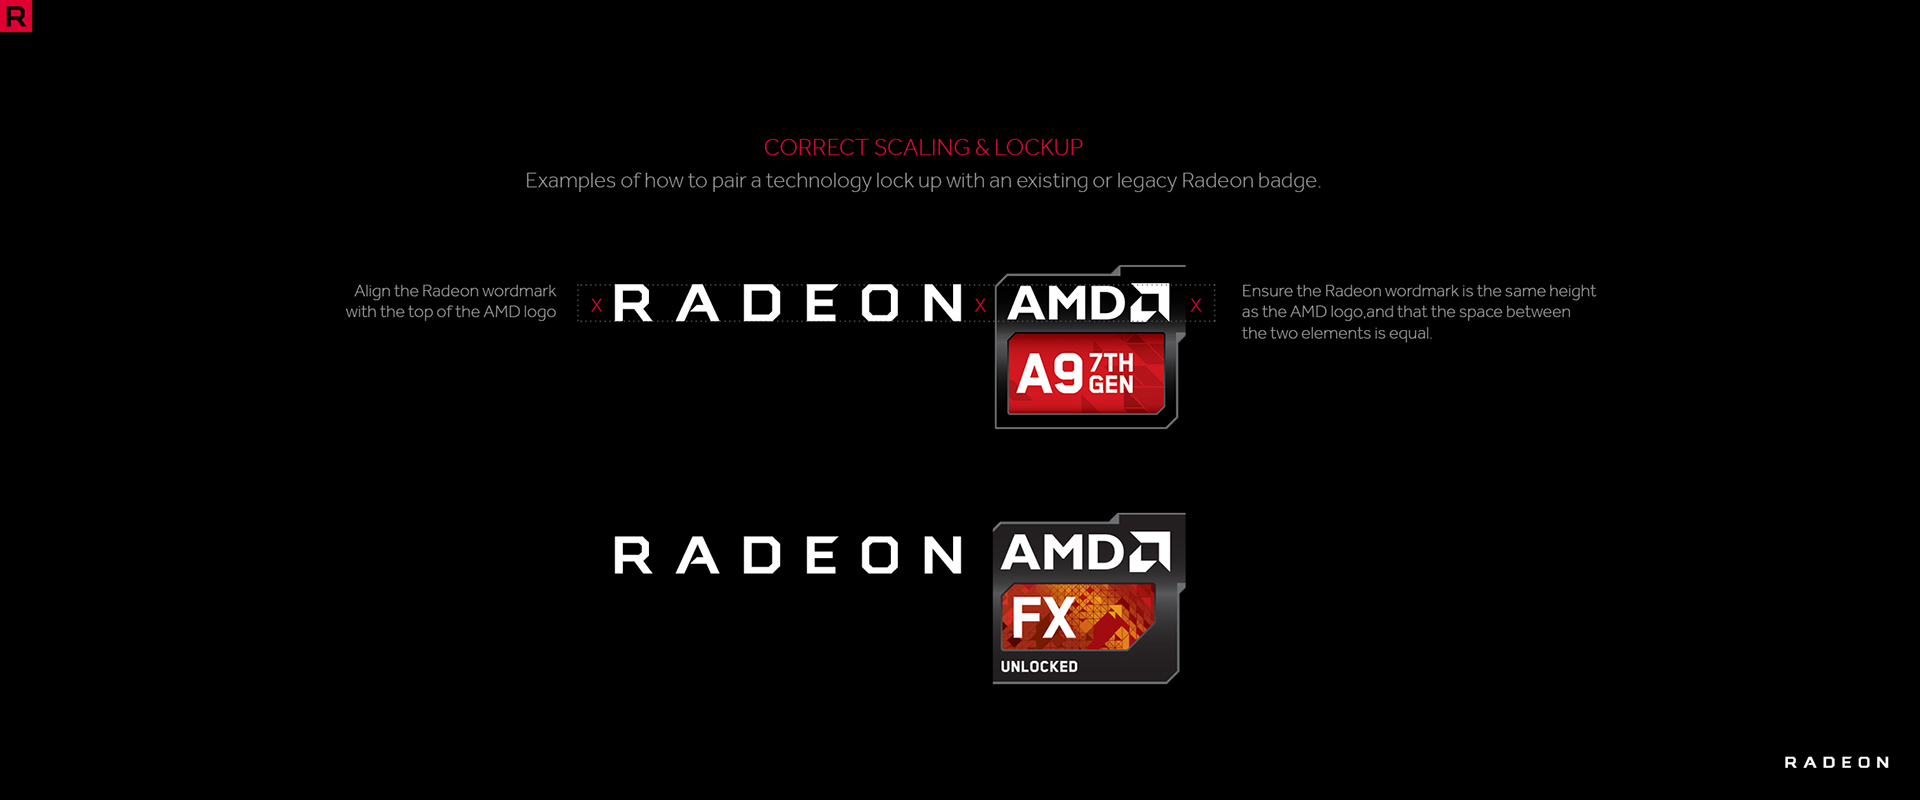 R
CORRECT SCALING & LOCKUP
Examples of how to pair a technology lock up with an existing or legacy Radeon badge.
Align the Radeon wordmark
with the top of the AMD logo
X RADEON X AMD X
A9 7TH
GEN
Ensure the Radeon wordmark is the same height
as the AMD logo,and that the space between
the two elements is equal.
RADEON AMD
FX
UNLOCKED
RADEON